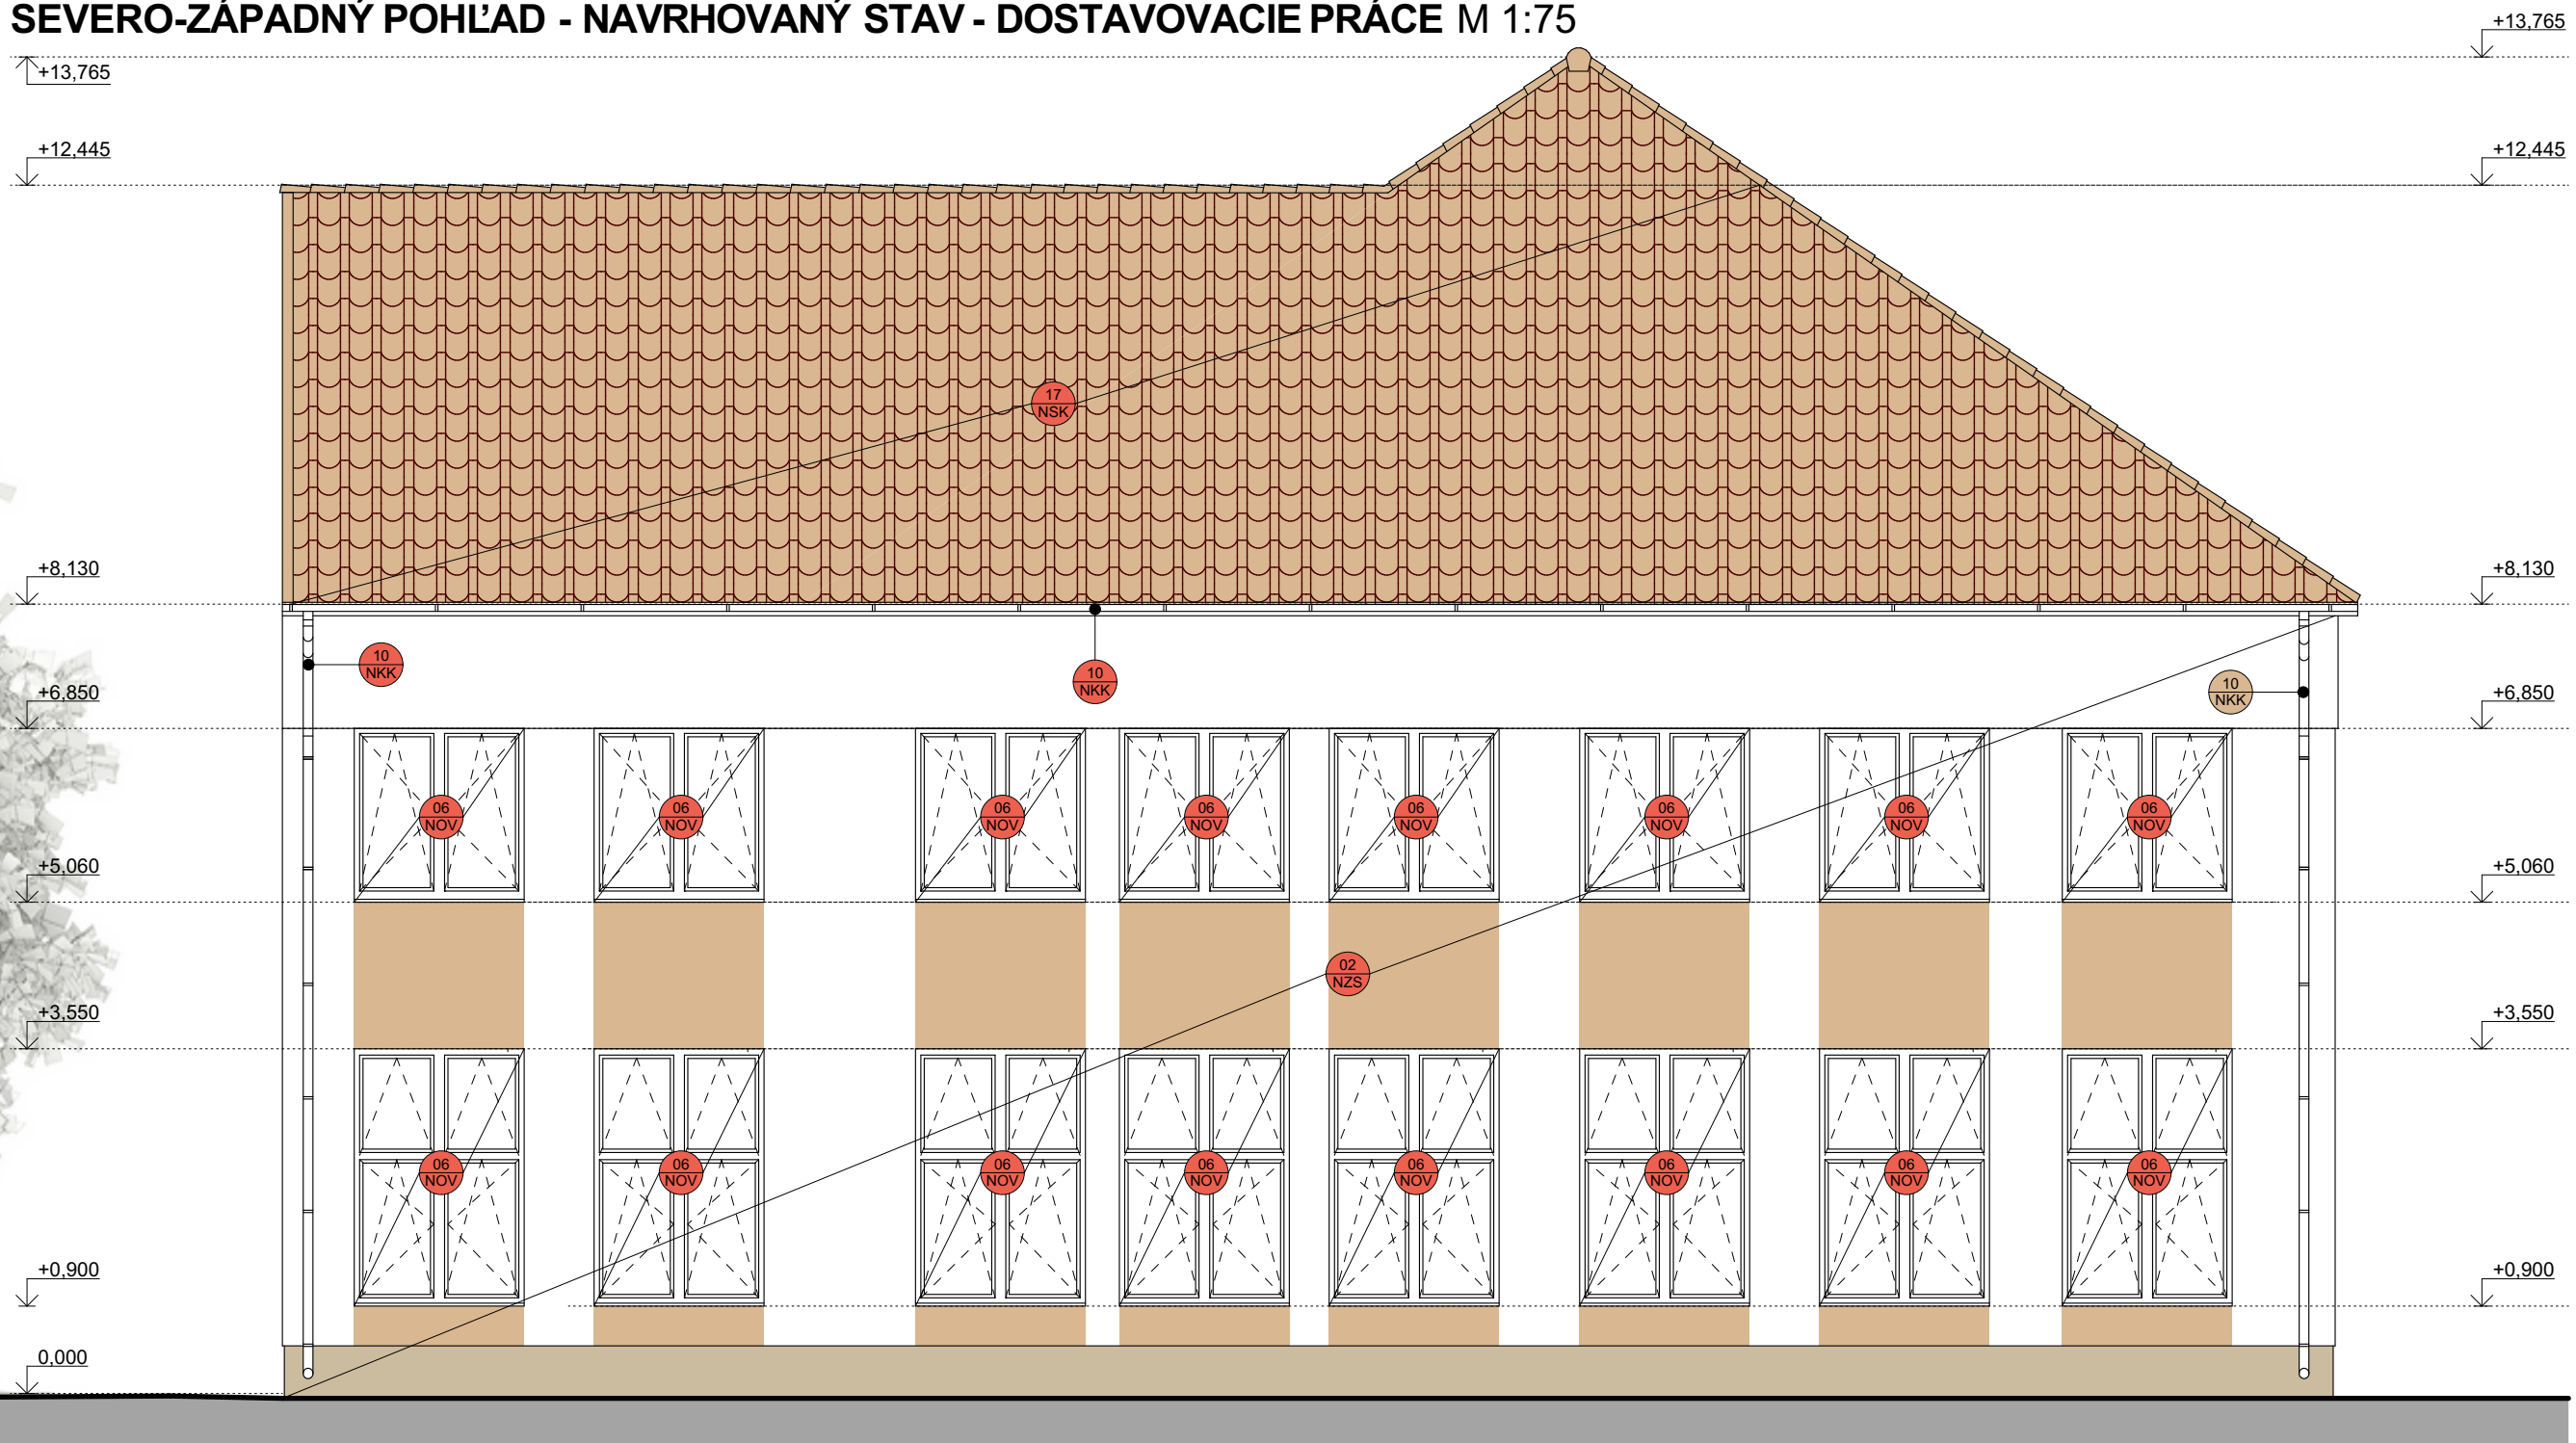 SEVERO-ZÁPADNÝ POHĽAD - NAVRHOVANÝ STAV - DOSTAVOVACIE PRÁCE M 1:75
+13,765
+13,765
+12,445
+12,445
17
NSK
+8,130
+8,130
10
NKK
10
NKK
10
NKK
+6,850
+6,850
06
NOV
06
NOV
06
NOV
06
NOV
06
NOV
06
NOV
06
NOV
06
NOV
+5,060
+5,060
02
NZS
+3,550
+3,550
06
NOV
06
NOV
06
NOV
06
NOV
06
NOV
06
NOV
06
NOV
06
NOV
+0,900
+0,900
0,000